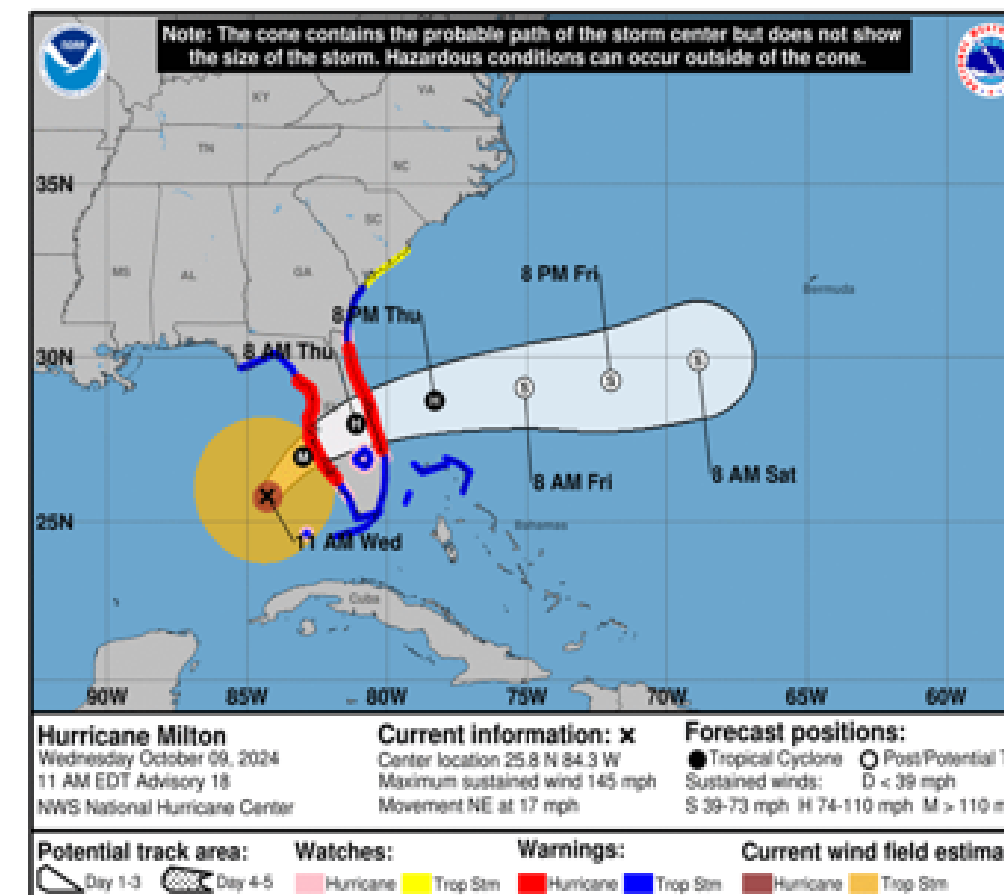 Note: The cone contains the probable path of the storm center but does not show
the size of the storm. Hazardous conditions can occur outside of the cone.
KY
VA
TN
NC
35N
SC
MS
AL
GA
8 PM Fri
Bermuda
8 PM Thu
8 AM Thu
30N
FL
H
S
S
S
H
M
8 AM Fri
8 AM Sat
25N
11 AM Wed
Bahamas
Cuba
90W 85W 80W 75W 70W 65W 60W
Hurricane Milton
Wednesday October 09, 2024
11 AM EDT Advisory 18
NWS National Hurricane Center
Current information: x
Center location 25.8 N 84.3 W
Maximum sustained wind 145 mph
Movement NE at 17 mph
Forecast positions:
Tropical Cyclone Post/Potential T
Sustained winds: D < 39 mph
S 39-73 mph H 74-110 mph M > 110 m
Potential track area:
Day 1-3 Day 4-5
Watches:
Hurricane Trop Stm
Warnings:
Hurricane Trop Stm
Current wind field estima
Hurricane Trop Stm